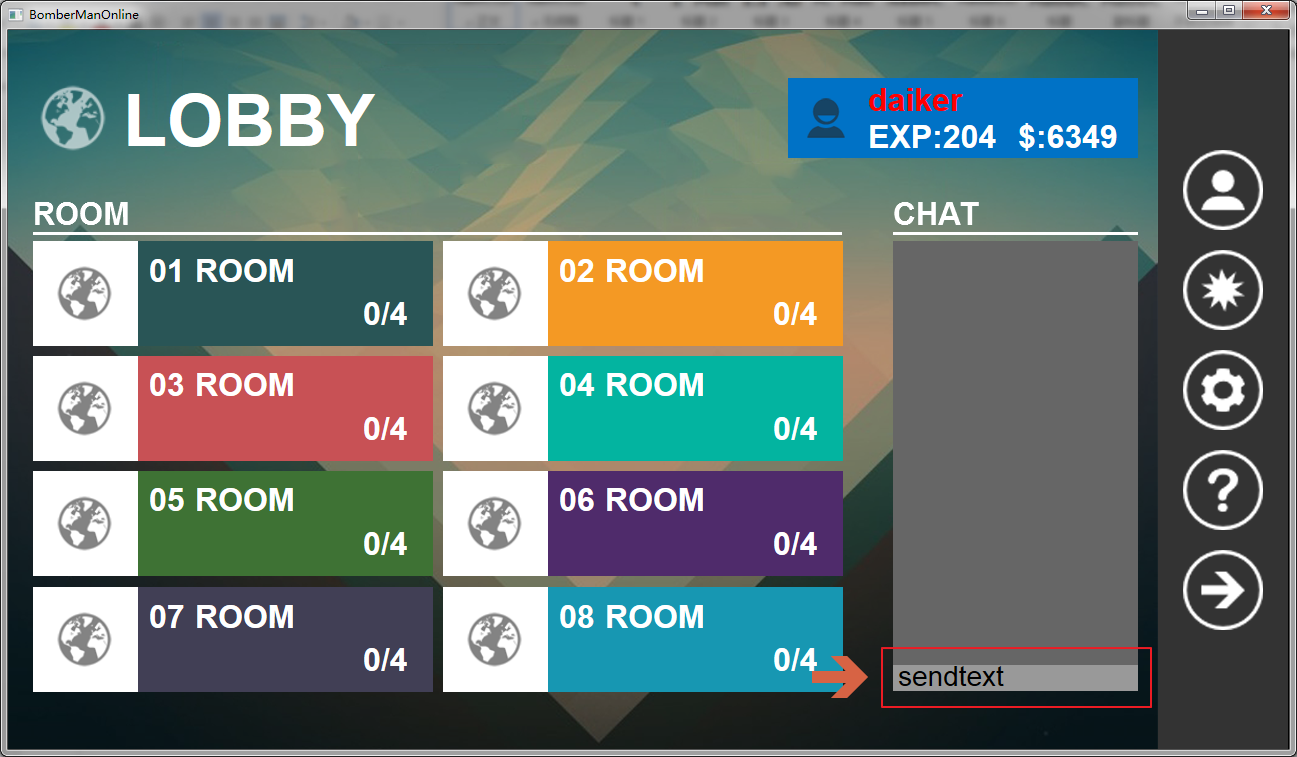 BomberManOnline
LOBBY
daiker
EXP:204 $:6349
ROOM
CHAT
01 ROOM
0/4
02 ROOM
0/4
03 ROOM
0/4
04 ROOM
0/4
05 ROOM
0/4
06 ROOM
0/4
07 ROOM
0/4
08 ROOM
0/4
sendtext